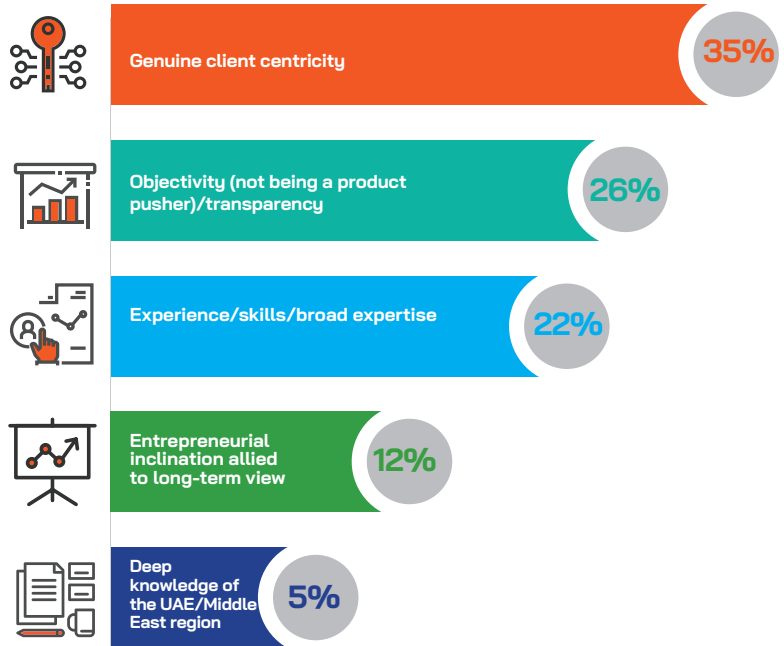 Genuine client centricity
35%
Objectivity (not being a product
pusher)/transparency
26%
Experience/skills/broad expertise
22%
Entrepreneurial
inclination allied
to long-term view
12%
Deep
knowledge of
the UAE/Middle
East region
5%